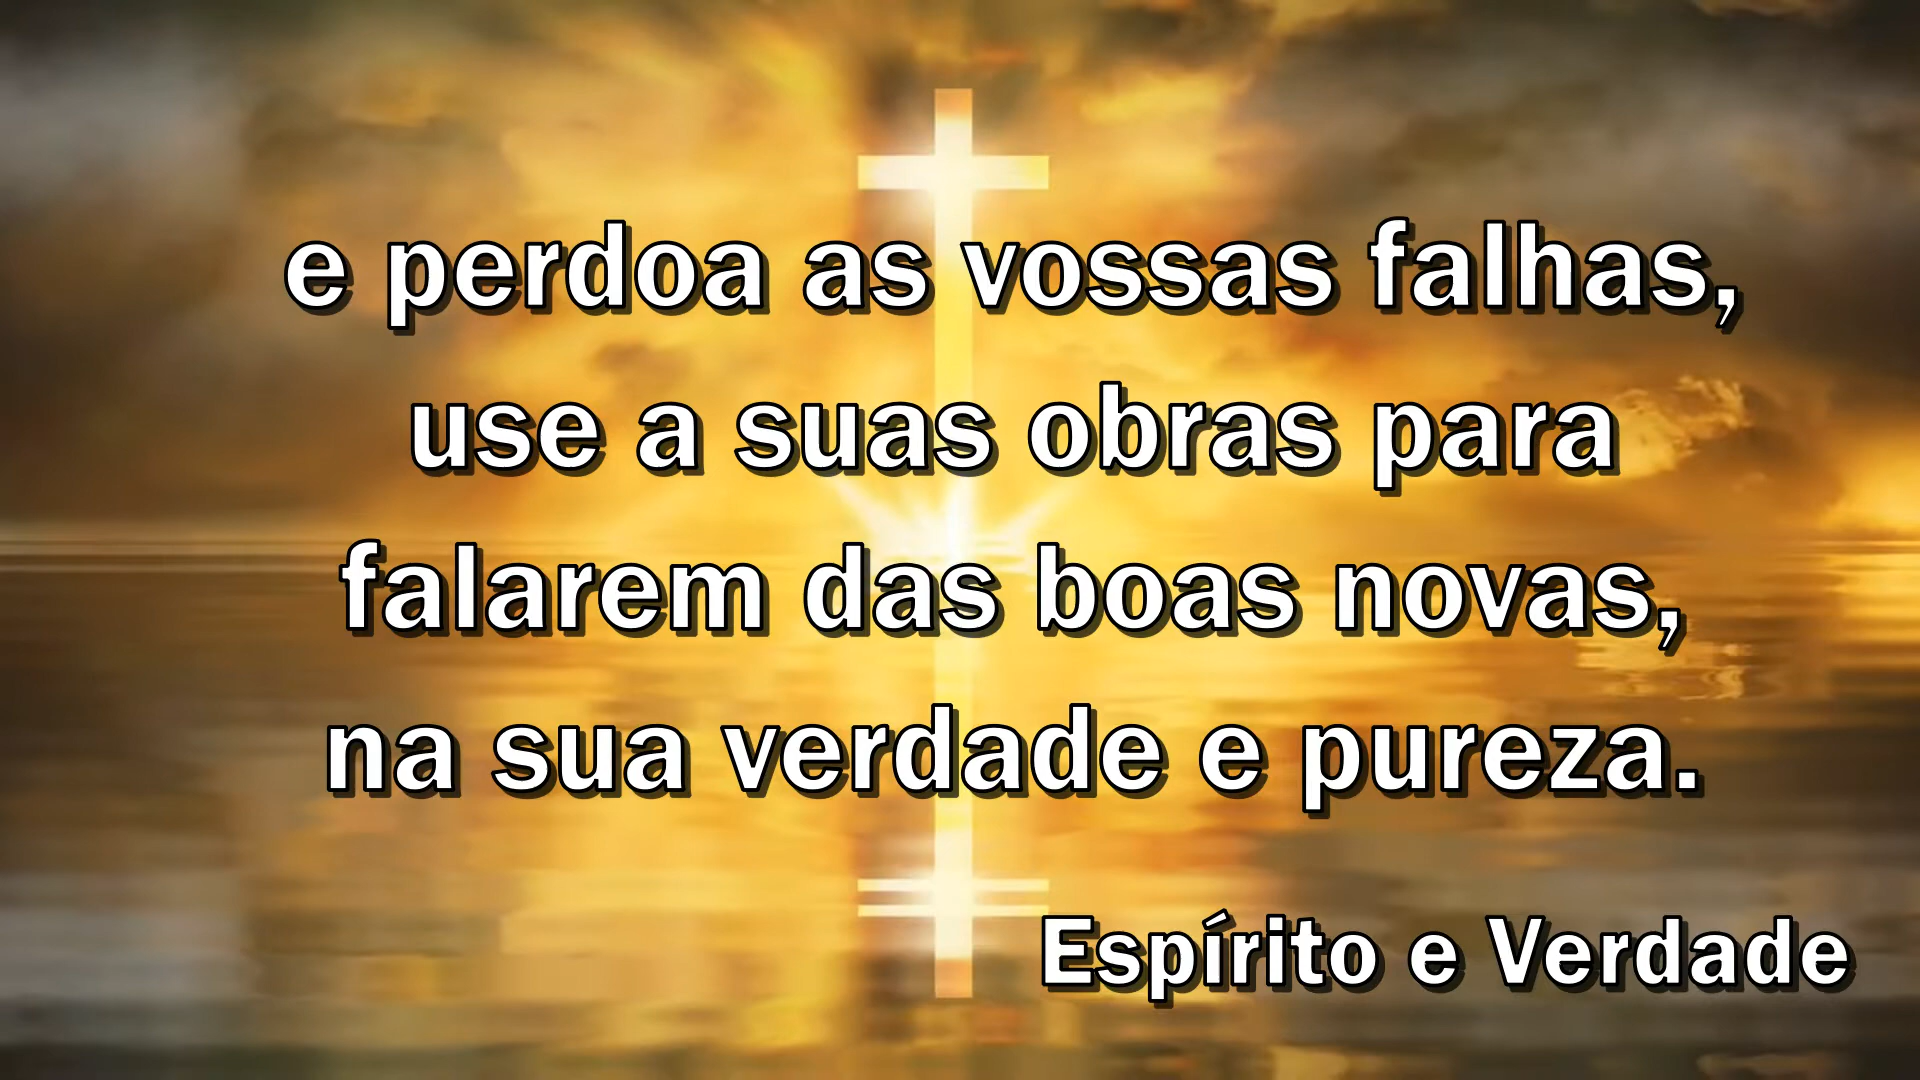 e perdoa as vossas falhas,
use a suas obras para
falarem das boas novas,
na sua verdade e pureza.
Espírito e Verdade